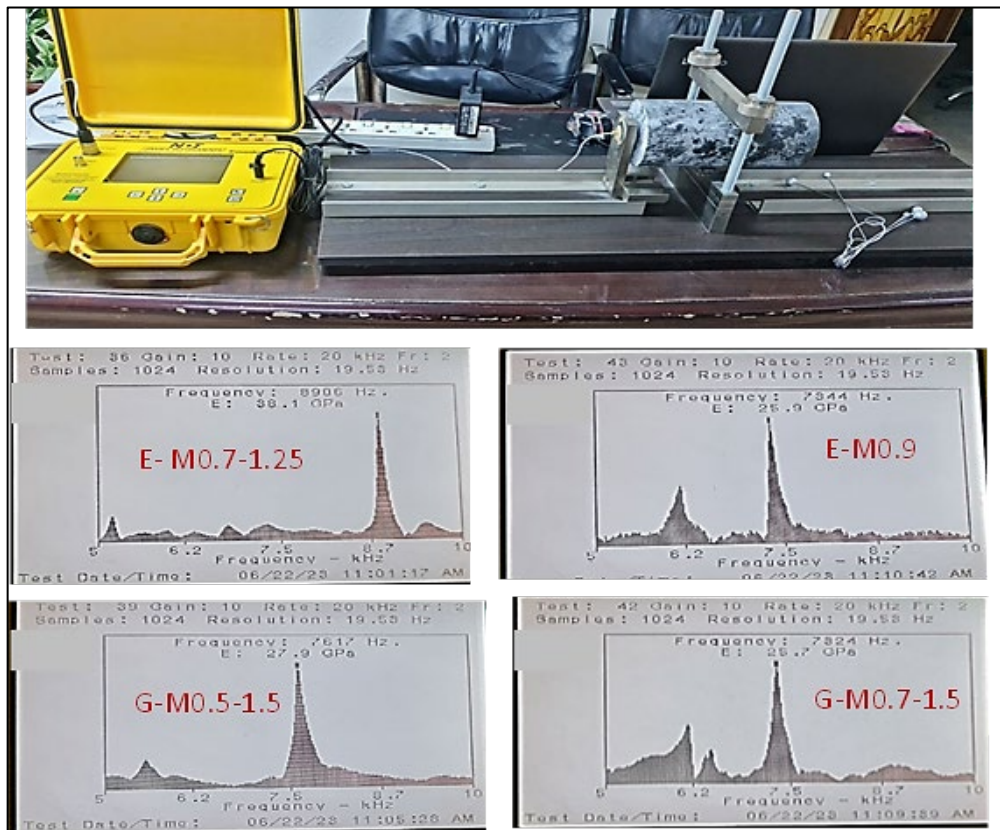 NDT
Test: 36 Gain: 10 Rate: 20 kHz Fr: 2
Samples: 1024 Resolution: 19.53 Hz
Frequency: 8906 Hz.
E: 38.1 GPa
E- M0.7-1.25
5 6.2 7.5 8.7 10
Frequency - kHz
Test Date/Time: 06/22/23 11:01:17 AM
Test: 43 Gain: 10 Rate: 20 kHz Fr: 2
Samples: 1024 Resolution: 19.53 Hz
Frequency: 7344 Hz.
E: 25.9 GPa
E-M0.9
5 6.2 7.5 8.7 10
Frequency - kHz
Test Date/Time: 06/22/23 11:10:42 AM
Test: 39 Gain: 10 Rate: 20 kHz Fr: 2
Samples: 1024 Resolution: 19.53 Hz
Frequency: 7617 Hz.
E: 27.9 GPa
G-M0.5-1.5
5 6.2 7.5 8.7 10
Frequency - kHz
Test Date/Time: 06/22/23 11:05:28 AM
Test: 42 Gain: 10 Rate: 20 kHz Fr: 2
Samples: 1024 Resolution: 19.53 Hz
Frequency: 7324 Hz.
E: 25.7 GPa
G-M0.7-1.5
5 6.2 7.5 8.7 10
Frequency - kHz
Test Date/Time: 06/22/23 11:09:39 AM